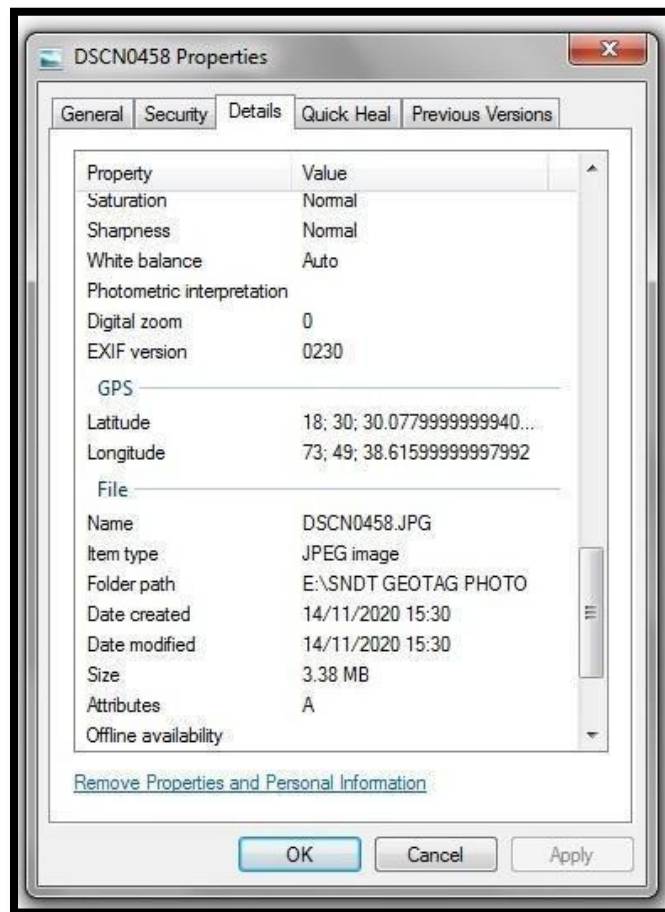 DSCN0458 Properties
General Security Details Quick Heal Previous Versions
Property Value
Saturation Normal
Sharpness Normal
White balance Auto
Photometric interpretation
Digital zoom 0
EXIF version 0230
GPS
Latitude 18; 30; 30.0779999999940...
Longitude 73; 49; 38.61599999997992
File
Name DSCN0458.JPG
Item type JPEG image
Folder path E:\SNDT GEOTAG PHOTO
Date created 14/11/2020 15:30
Date modified 14/11/2020 15:30
Size 3.38 MB
Attributes A
Offline availability
Remove Properties and Personal Information
OK Cancel Apply